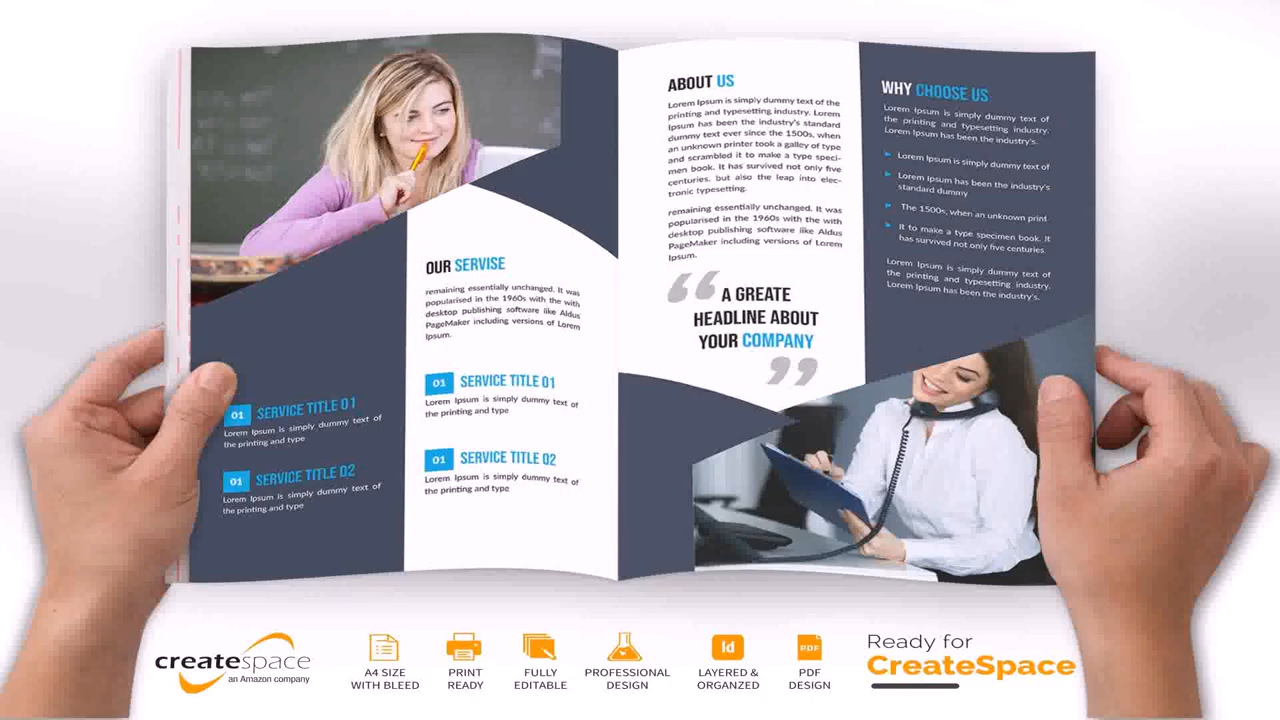 01 SERVICE TITLE 01
Lorem Ipsum is simply dummy text of
the printing and type
01 SERVICE TITLE 02
Lorem Ipsum is simply dummy text of
the printing and type
OUR SERVISE
remaining essentially unchanged. It was
popularised in the 1960s with the with
desktop publishing software like Aldus
PageMaker including versions of Lorem
Ipsum.
01 SERVICE TITLE 01
Lorem Ipsum is simply dummy text of
the printing and type
01 SERVICE TITLE 02
Lorem Ipsum is simply dummy text of
the printing and type
ABOUT US
Lorem Ipsum is simply dummy text of the
printing and typesetting industry. Lorem
Ipsum has been the industry's standard
dummy text ever since the 1500s, when
an unknown printer took a galley of type
and scrambled it to make a type speci-
men book. It has survived not only five
centuries, but also the leap into elec-
tronic typesetting.
remaining essentially unchanged. It was
popularised in the 1960s with the with
desktop publishing software like Aldus
PageMaker including versions of Lorem
Ipsum.
“ A GREATE
HEADLINE ABOUT
YOUR COMPANY
”
WHY CHOOSE US
Lorem Ipsum is simply dummy text of
the printing and typesetting industry.
Lorem Ipsum has been the industry's.
Lorem Ipsum is simply dummy text of
Lorem Ipsum has been the industry's
standard dummy
The 1500s, when an unknown print
It to make a type specimen book. It
has survived not only five centuries.
Lorem Ipsum is simply dummy text of
the printing and typesetting industry.
Lorem Ipsum has been the industry's.
createspace
an Amazon company
A4 SIZE
WITH BLEED
PRINT
READY
FULLY
EDITABLE
PROFESSIONAL
DESIGN
Id
LAYERED &
ORGANZED
PDF
PDF
DESIGN
Ready for
CreateSpace